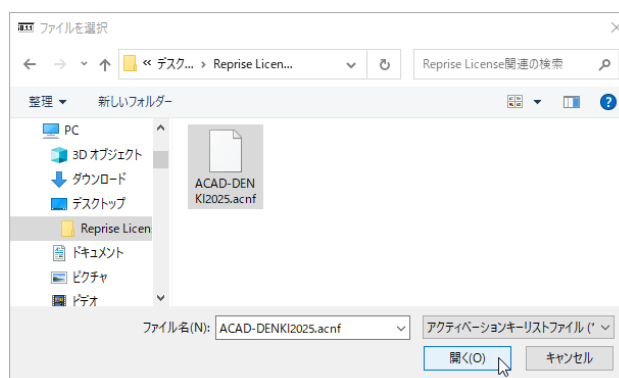 ファイルを選択
« デスク... › Reprise Licen...
Reprise License関連の検索
整理
新しいフォルダー
PC
3D オブジェクト
ダウンロード
デスクトップ
Reprise Licen
ドキュメント
ピクチャ
ビデオ
ACAD-DEN
KI2025.acnf
ファイル名(N):
ACAD-DENKI2025.acnf
アクティベーションキーリストファイル (*
開く(O)
キャンセル